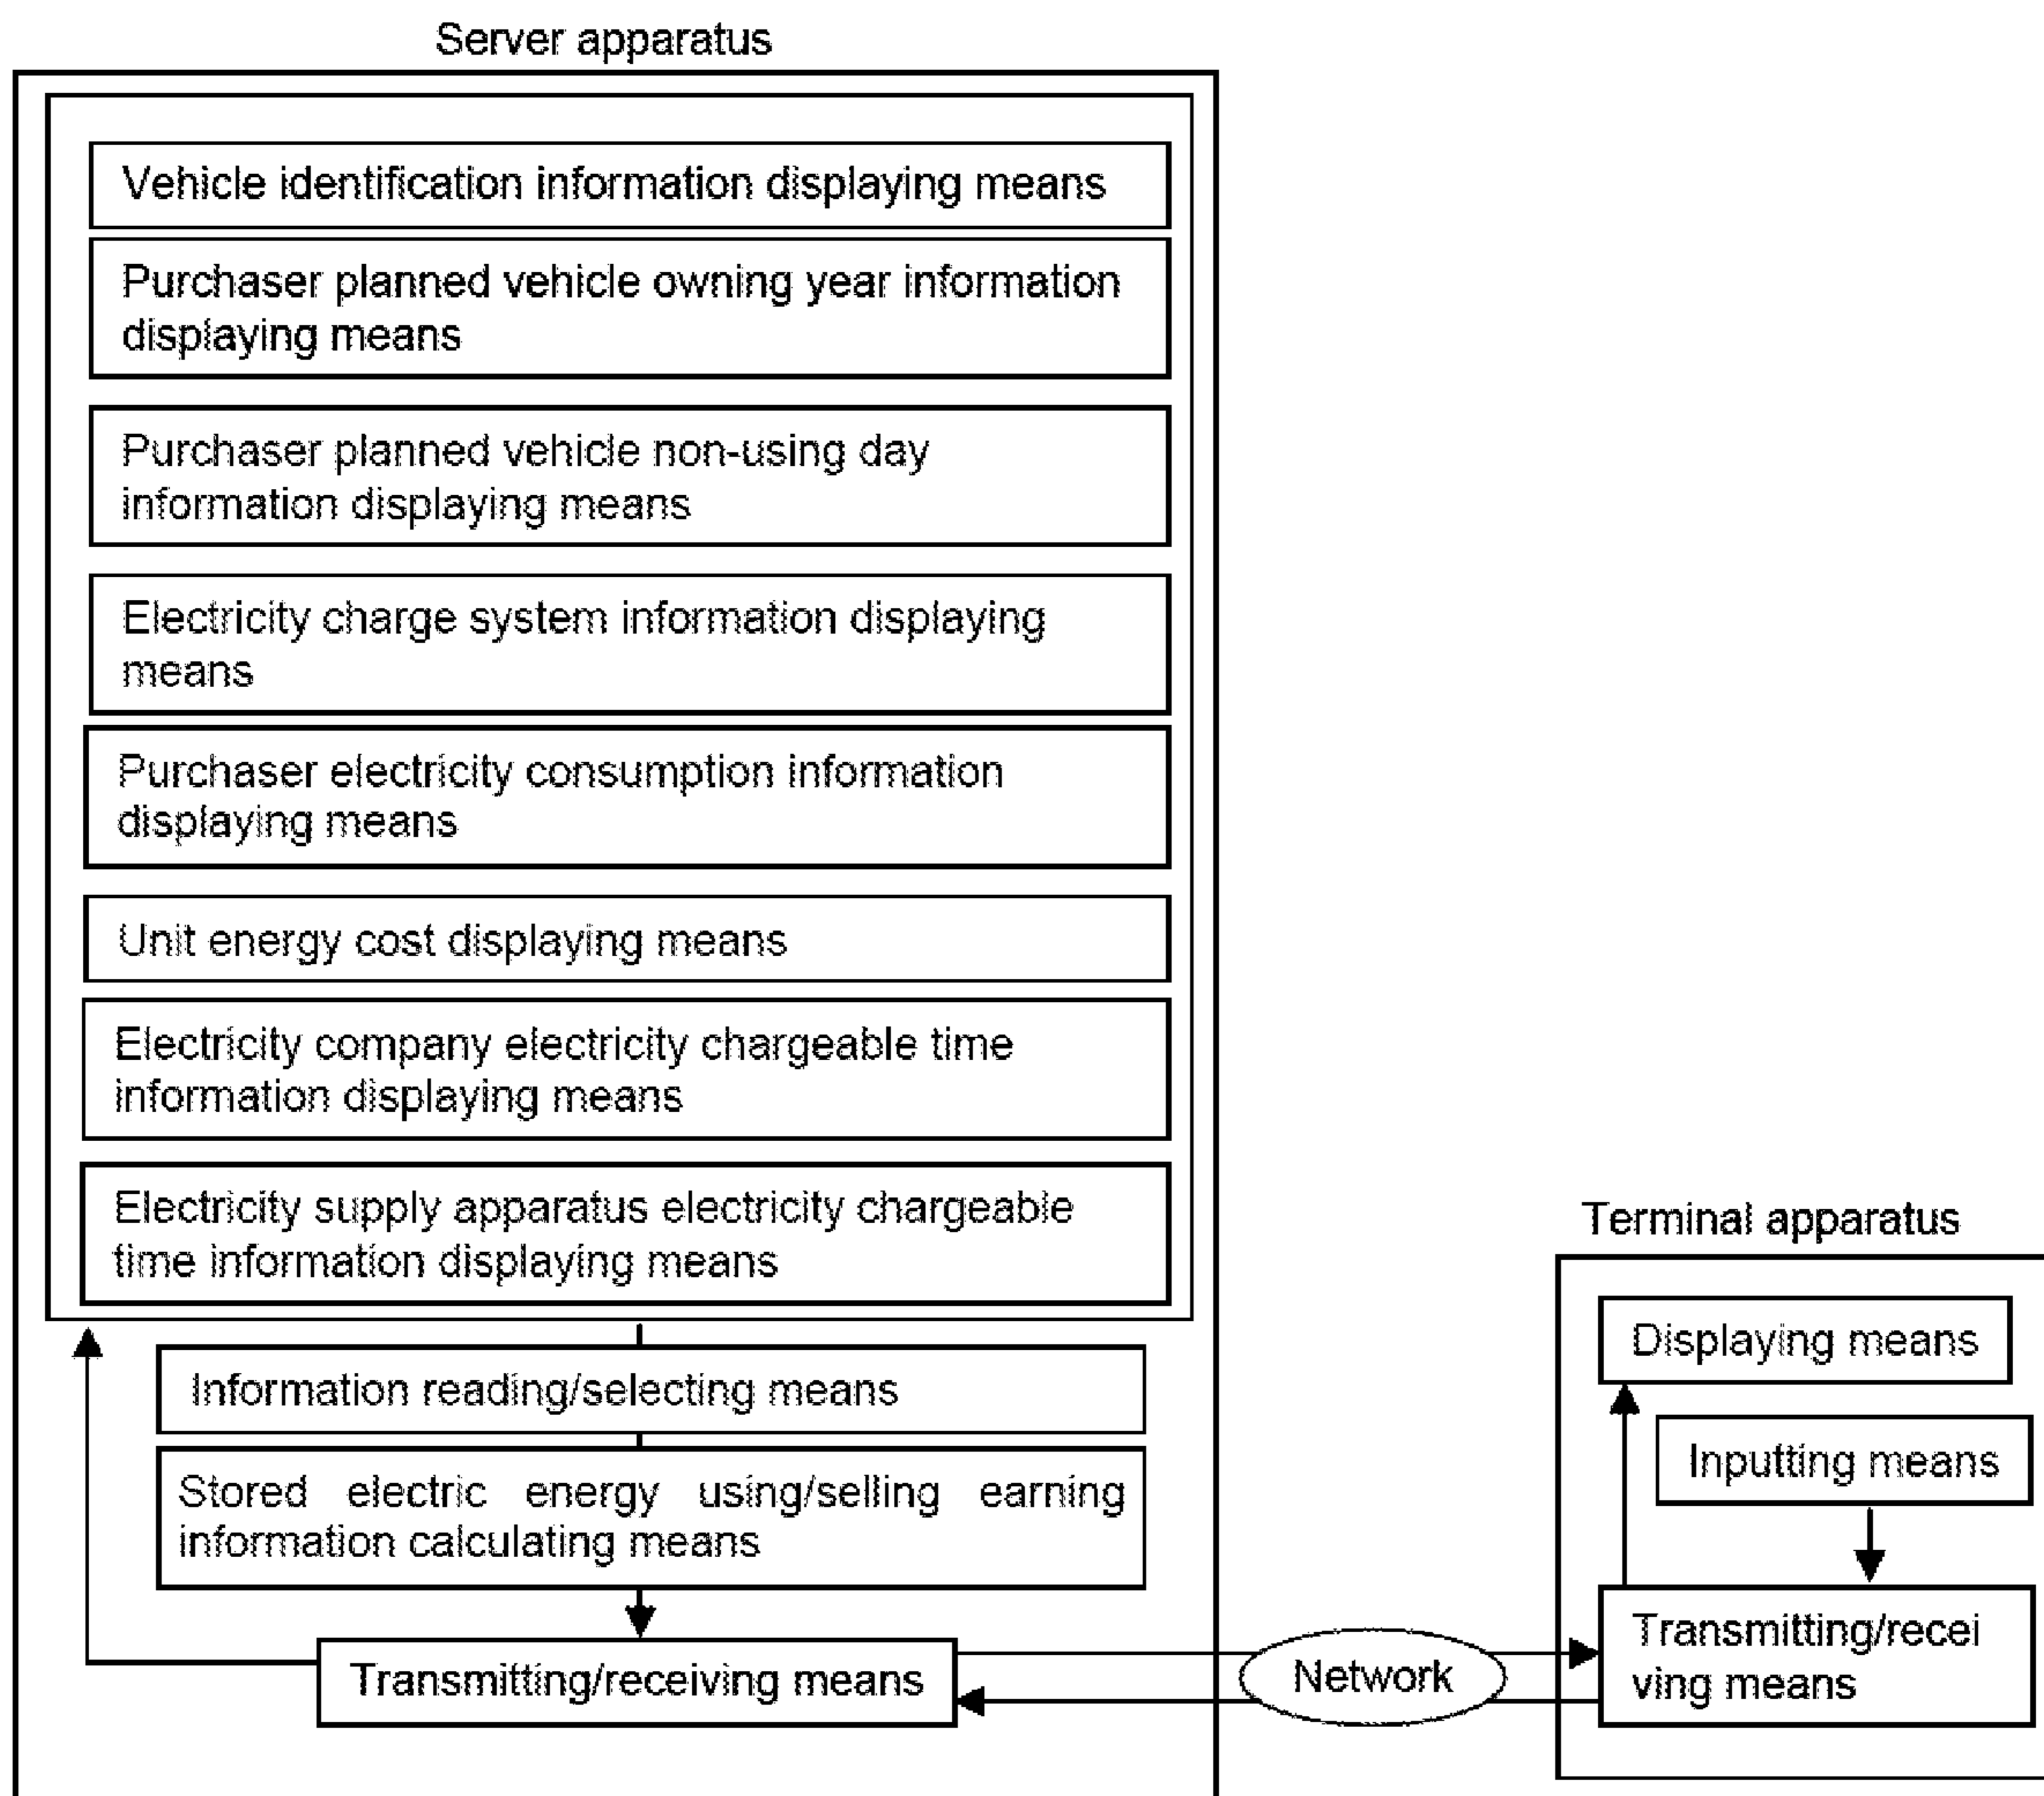 Server apparatus
Vehicle identification information displaying means
Purchaser planned vehicle owning year information
displaying means
Purchaser planned vehicle non-using day
information displaying means
Electricity charge system information displaying
means
Purchaser electricity consumption information
displaying means
Unit energy cost displaying means
Electricity company electricity chargeable time
information displaying means
Electricity supply apparatus electricity chargeable
time information displaying means
Information reading/selecting means
Stored electric energy using/selling earning
information calculating means
Transmitting/receiving means
Network
Terminal apparatus
Displaying means
Inputting means
Transmitting/recei
ving means